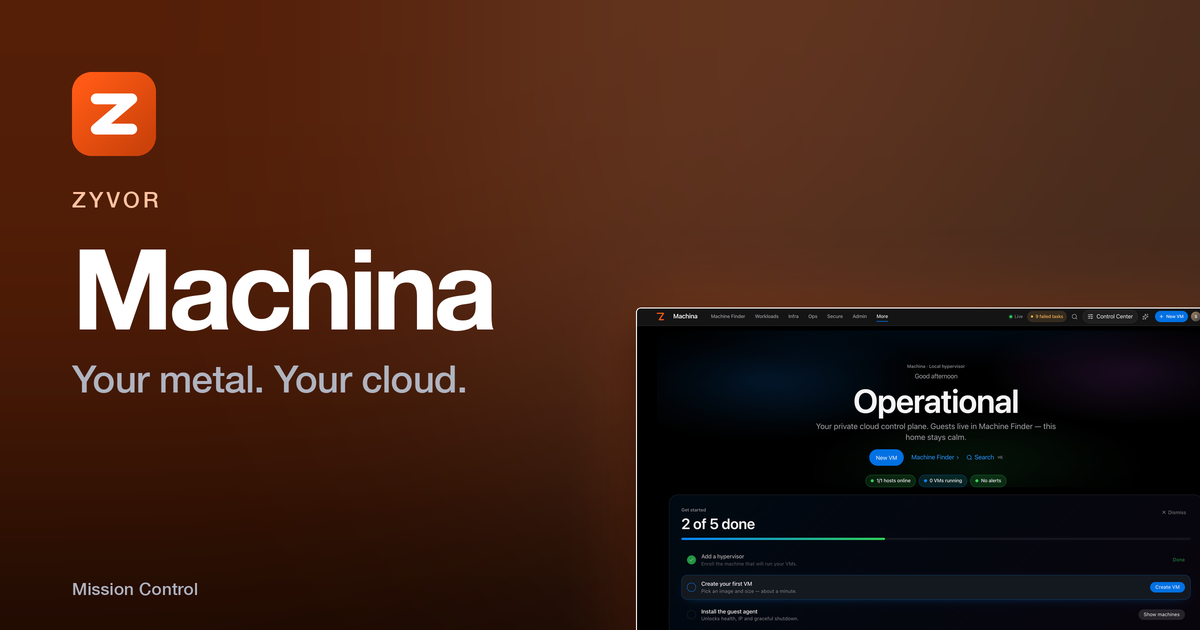 Z
ZYVOR
Machina
Your metal. Your cloud.
Mission Control
Z Machina Machine Finder Workloads Infra Ops Secure Admin More Live 9 failed tasks Control Center + New VM
Machina · Local hypervisor
Good afternoon
Operational
Your private cloud control plane. Guests live in Machine Finder — this
home stays calm.
New VM Machine Finder › Search
1/1 hosts online 0 VMs running No alerts
Get started
2 of 5 done
× Dismiss
Add a hypervisor
Enroll the machine that will run your VMs.
Done
Create your first VM
Pick an image and size — about a minute.
Create VM
Install the guest agent
Unlocks health, IP and graceful shutdown.
Show machines